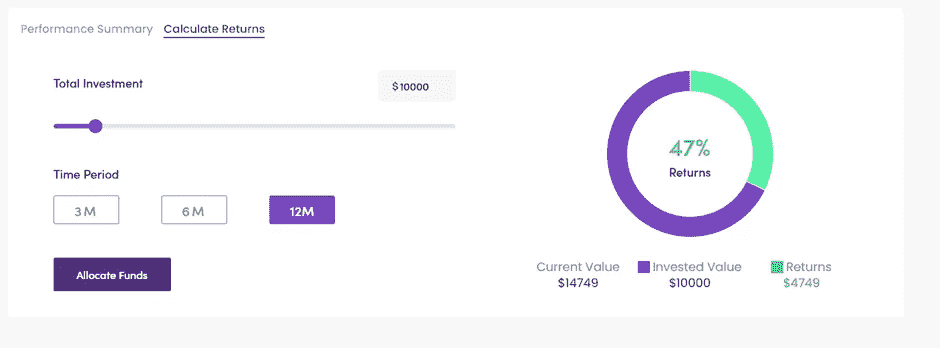 Performance Summary Calculate Returns
Total Investment
$10000
Time Period
3 M 6 M 12M
Allocate Funds
47%
Returns
Current Value Invested Value Returns
$14749 $10000 $4749